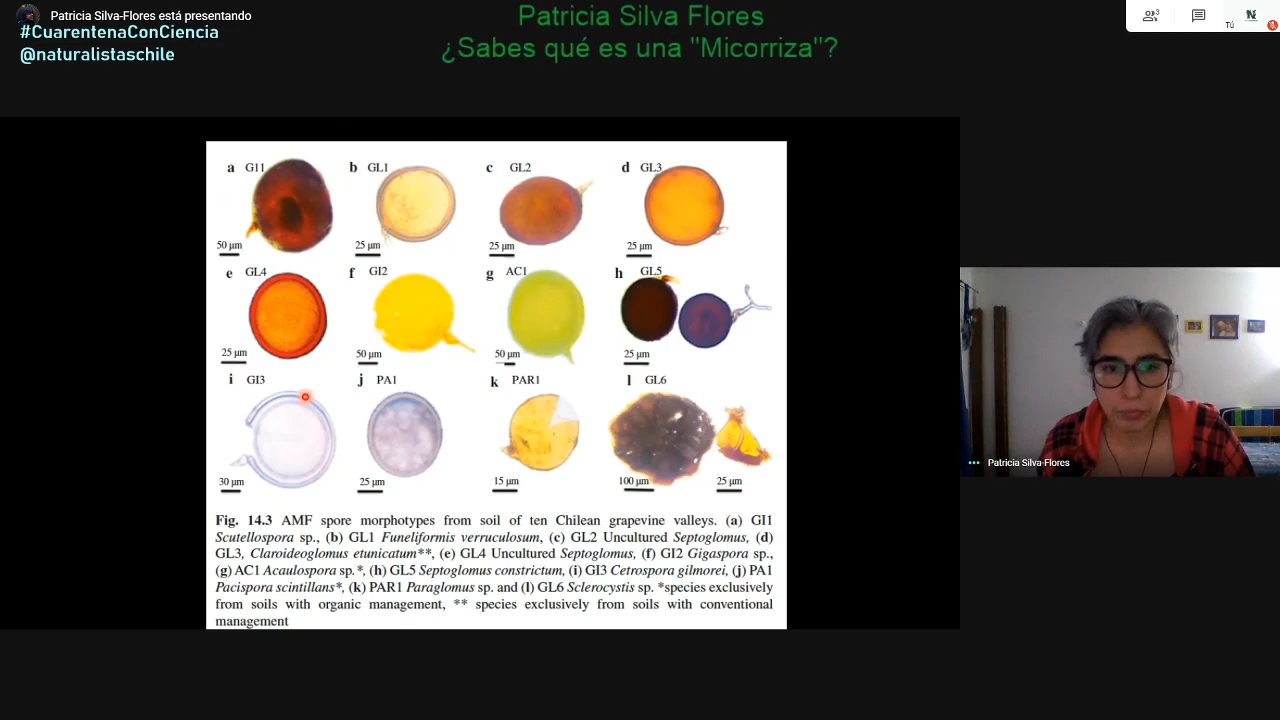 Patricia Silva-Flores está presentando
#CuarentenaConCiencia
@naturalistaschile
Patricia Silva Flores
¿Sabes qué es una "Micorriza"?
3
Tú
a G11 b GL1 c GL2 d GL3
50 µm 25 µm 25 µm 25 µm
e GL4 f GI2 g AC1 h GL5
25 µm 50 µm 50 µm 25 µm
i GI3 j PA1 k PAR1 l GL6
30 µm 25 µm 15 µm 100 µm 25 µm
Fig. 14.3 AMF spore morphotypes from soil of ten Chilean grapevine valleys. (a) GI1
Scutellospora sp., (b) GL1 Funeliformis verruculosum, (c) GL2 Uncultured Septoglomus, (d)
GL3, Claroideoglomus etunicatum**, (e) GL4 Uncultured Septoglomus, (f) GI2 Gigaspora sp.,
(g) AC1 Acaulospora sp.*, (h) GL5 Septoglomus constrictum, (i) GI3 Cetrospora gilmorei, (j) PA1
Pacispora scintillans*, (k) PAR1 Paraglomus sp. and (l) GL6 Sclerocystis sp. *species exclusively
from soils with organic management, ** species exclusively from soils with conventional
management
Patricia Silva-Flores